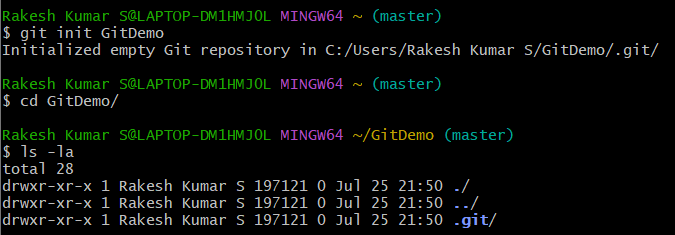 Rakesh Kumar S@LAPTOP-DM1HMJ0L MINGW64 ~ (master)
$ git init GitDemo
Initialized empty Git repository in C:/Users/Rakesh Kumar S/GitDemo/.git/
Rakesh Kumar S@LAPTOP-DM1HMJ0L MINGW64 ~ (master)
$ cd GitDemo/
Rakesh Kumar S@LAPTOP-DM1HMJ0L MINGW64 ~/GitDemo (master)
$ ls -la
total 28
drwxr-xr-x 1 Rakesh Kumar S 197121 0 Jul 25 21:50 ./
drwxr-xr-x 1 Rakesh Kumar S 197121 0 Jul 25 21:50 ../
drwxr-xr-x 1 Rakesh Kumar S 197121 0 Jul 25 21:50 .git/